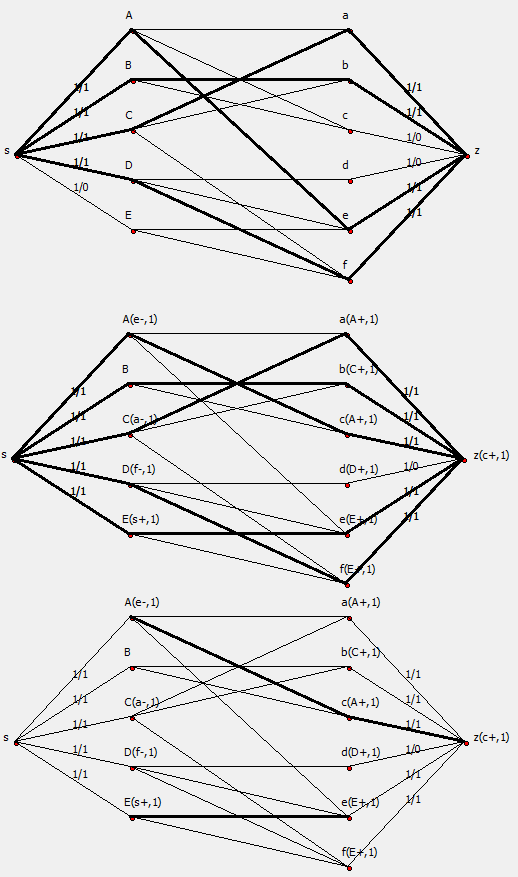 A a
B b
1/1 1/1
1/1 1/1
C c
1/1 1/0
s z
D d
1/1 1/0
1/0 1/1
E e
1/1
f
A(e-,1) a(A+,1)
B b(C+,1)
1/1 1/1
1/1 1/1
C(a-,1) c(A+,1)
1/1 1/1
s z(c+,1)
D(f-,1) d(D+,1)
1/1 1/0
1/1 1/1
E(s+,1) e(E+,1)
1/1
f(E+,1)
A(e-,1) a(A+,1)
B b(C+,1)
1/1 1/1
1/1 1/1
C(a-,1) c(A+,1)
1/1 1/1
s z(c+,1)
D(f-,1) d(D+,1)
1/1 1/0
1/1 1/1
E(s+,1) e(E+,1)
1/1
f(E+,1)